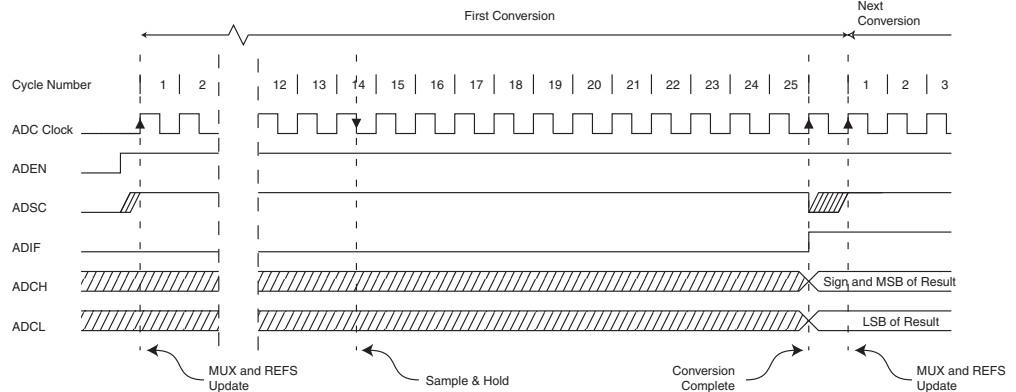 First Conversion
Next
Conversion
Cycle Number 1 2 12 13 14 15 16 17 18 19 20 21 22 23 24 25 1 2 3
ADC Clock
ADEN
ADSC
ADIF
ADCH Sign and MSB of Result
ADCL LSB of Result
MUX and REFS
Update
Sample & Hold
Conversion
Complete
MUX and REFS
Update